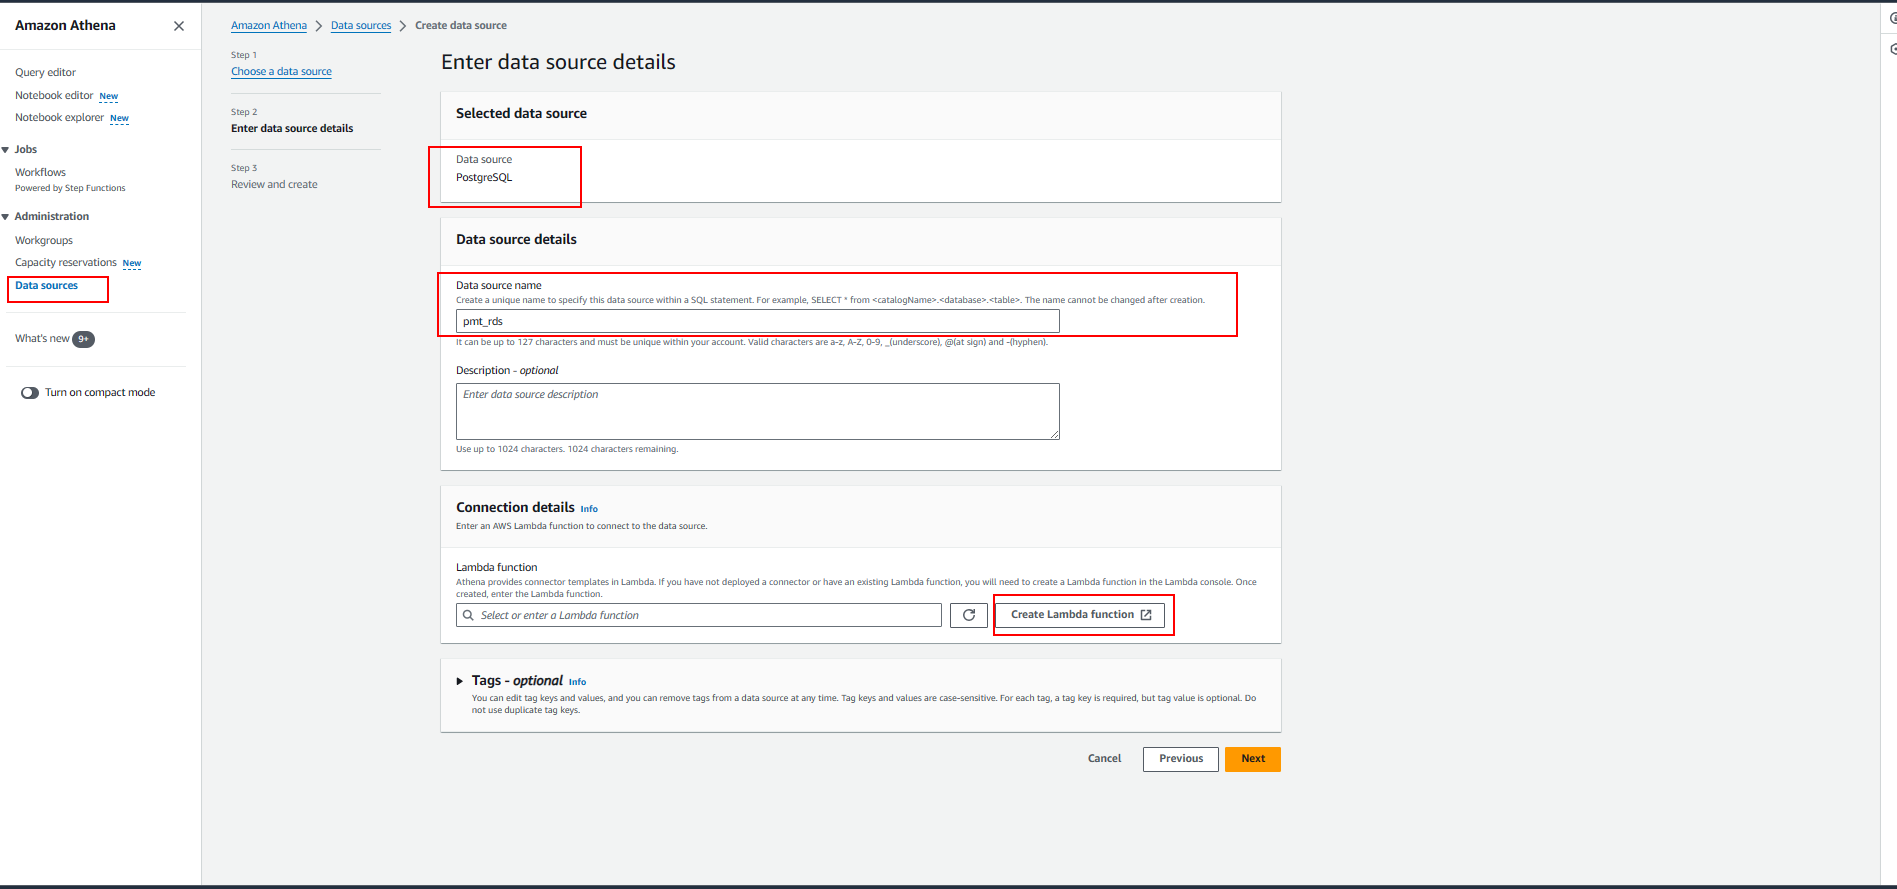 Amazon Athena
Query editor
Notebook editor New
Notebook explorer New
Jobs
Workflows
Powered by Step Functions
Administration
Workgroups
Capacity reservations New
Data sources
What's new 9+
Turn on compact mode
Amazon Athena > Data sources > Create data source
Step 1
Choose a data source
Step 2
Enter data source details
Step 3
Review and create
Enter data source details
Selected data source
Data source
PostgreSQL
Data source details
Data source name
Create a unique name to specify this data source within a SQL statement. For example, SELECT * from <catalogName>.<database>.<table>. The name cannot be changed after creation.
pmt_rds
It can be up to 127 characters and must be unique within your account. Valid characters are a-z, A-Z, 0-9, _(underscore), @(at sign) and -(hyphen).
Description - optional
Enter data source description
Use up to 1024 characters. 1024 characters remaining.
Connection details Info
Enter an AWS Lambda function to connect to the data source.
Lambda function
Athena provides connector templates in Lambda. If you have not deployed a connector or have an existing Lambda function, you will need to create a Lambda function in the Lambda console. Once
created, enter the Lambda function.
Select or enter a Lambda function
Create Lambda function
Tags - optional Info
You can edit tag keys and values, and you can remove tags from a data source at any time. Tag keys and values are case-sensitive. For each tag, a tag key is required, but tag value is optional. Do
not use duplicate tag keys.
Cancel
Previous
Next